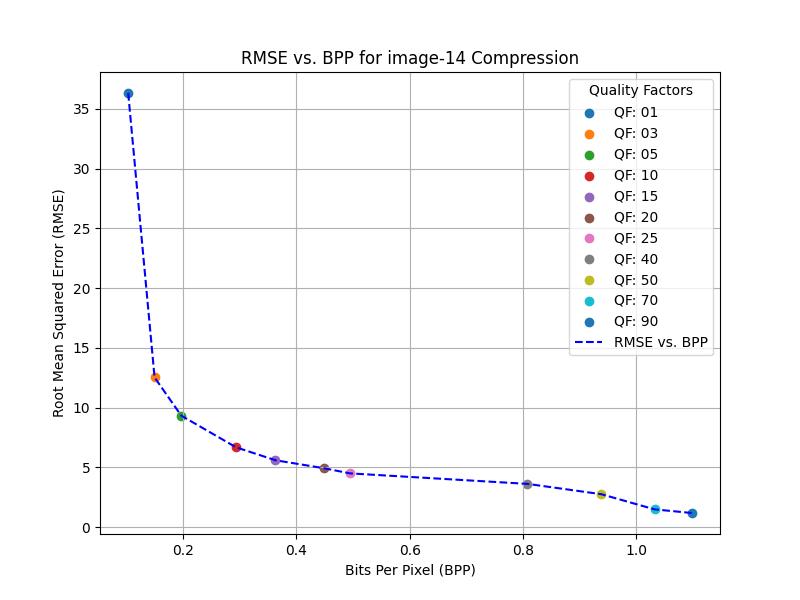 RMSE vs. BPP for image-14 Compression
Root Mean Squared Error (RMSE)
35
30
25
20
15
10
5
0
0.2
0.4
0.6
0.8
1.0
Bits Per Pixel (BPP)
Quality Factors
QF: 01
QF: 03
QF: 05
QF: 10
QF: 15
QF: 20
QF: 25
QF: 40
QF: 50
QF: 70
QF: 90
RMSE vs. BPP